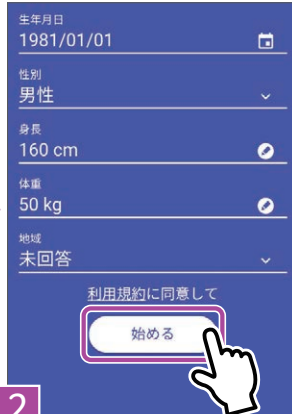 生年月日
1981/01/01
性別
男性
身長
160 cm
体重
50 kg
地域
未回答
利用規約に同意して
始める
2